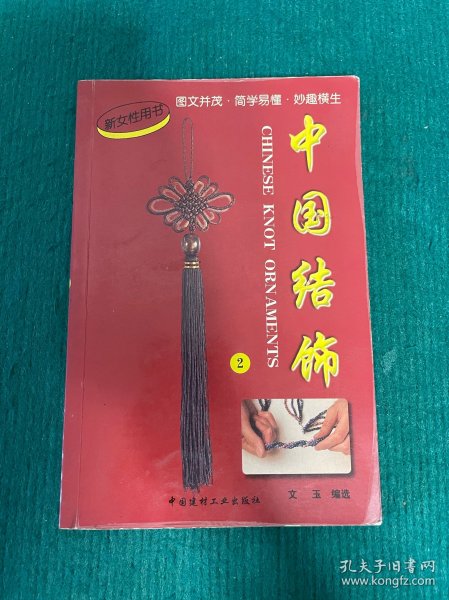 图文并茂·简学易懂·妙趣横生
新女性用书
中国结饰
CHINESE KNOT ORNAMENTS
2
文 玉 编选
中国建材工业出版社
孔夫子旧书网
www.kongfz.com